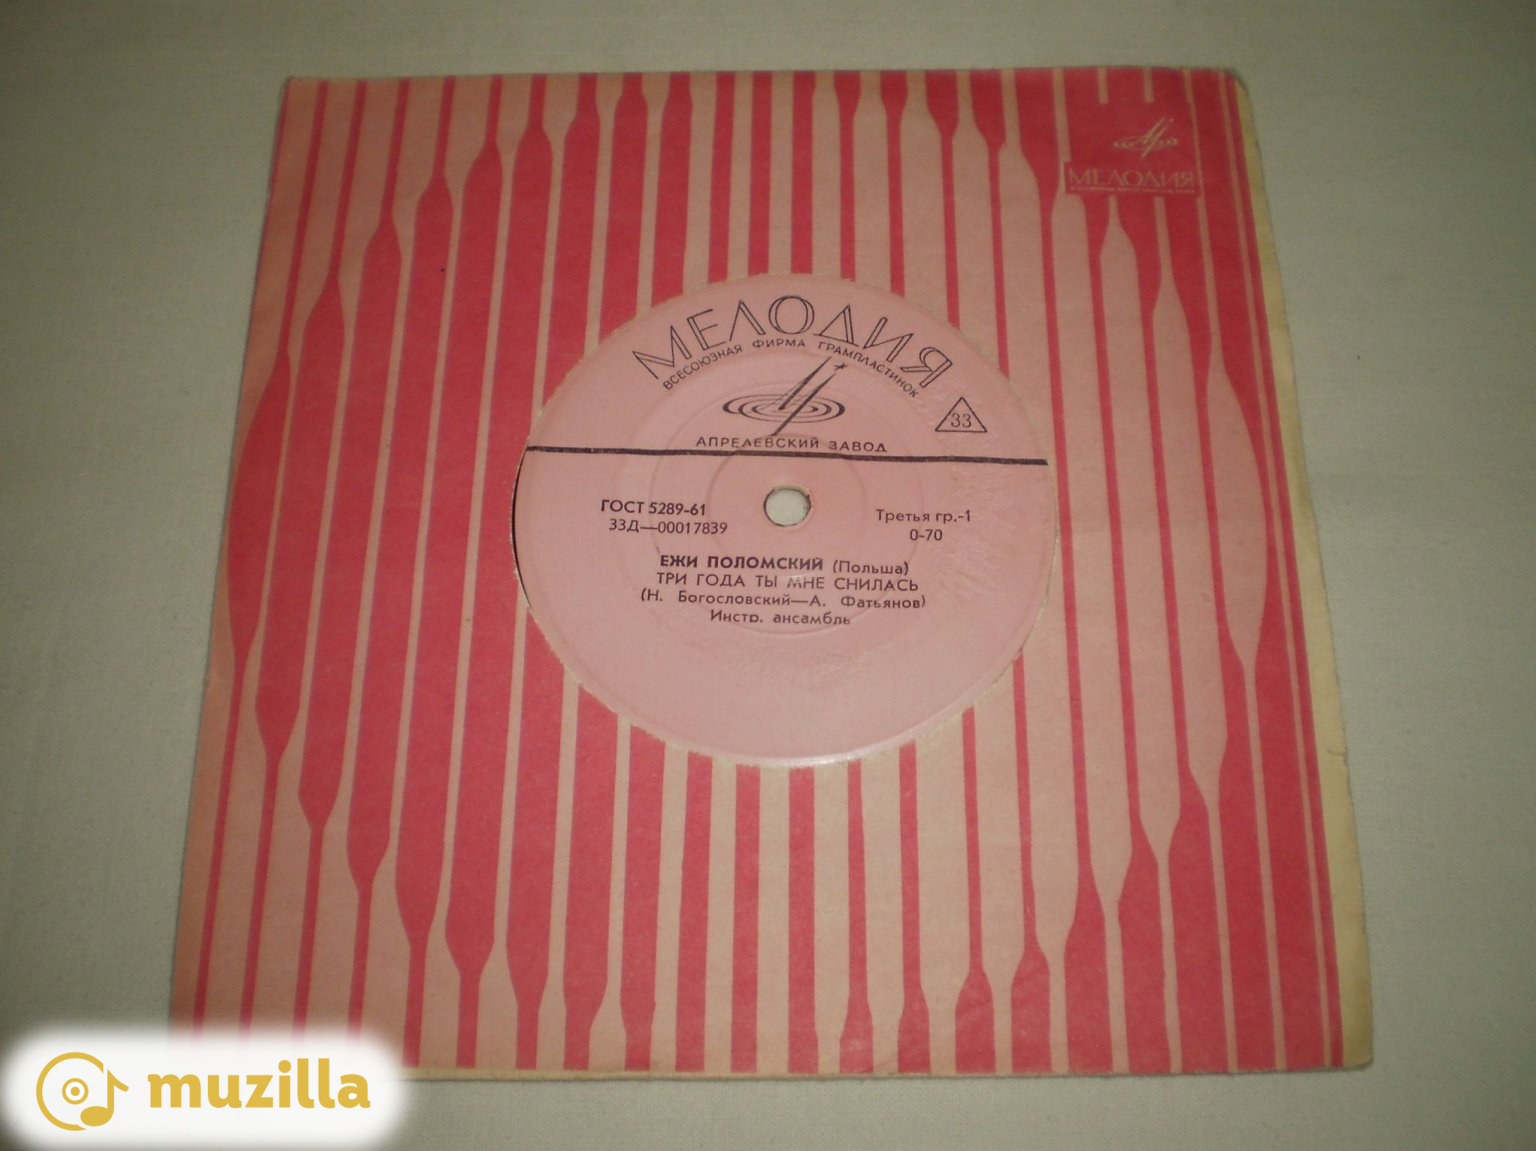 МЕЛОДИЯ
МЕЛОДИЯ
ВСЕСОЮЗНАЯ ФИРМА ГРАМПЛАСТИНОК
33
АПРЕЛЕВСКИЙ ЗАВОД
ГОСТ 5289-61
Третья гр.-1
33Д—00017839
0-70
ЕЖИ ПОЛОМСКИЙ (Польша)
ТРИ ГОДА ТЫ МНЕ СНИЛАСЬ
(Н. Богословский—А. Фатьянов)
Инстр. ансамбль
muzilla